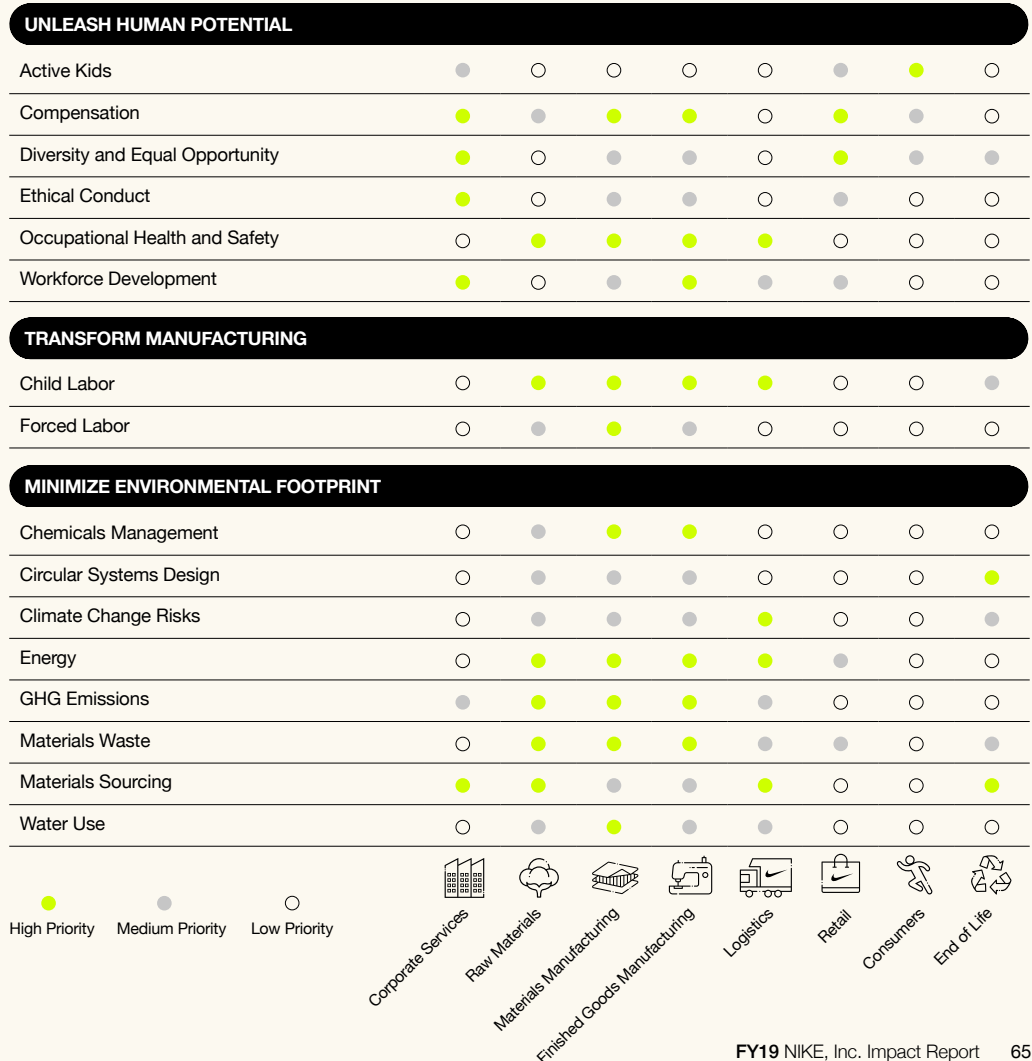 UNLEASH HUMAN POTENTIAL
Active Kids
Compensation
Diversity and Equal Opportunity
Ethical Conduct
Occupational Health and Safety
Workforce Development
TRANSFORM MANUFACTURING
Child Labor
Forced Labor
MINIMIZE ENVIRONMENTAL FOOTPRINT
Chemicals Management
Circular Systems Design
Climate Change Risks
Energy
GHG Emissions
Materials Waste
Materials Sourcing
Water Use
High Priority Medium Priority Low Priority
Corporate Services
Raw Materials
Materials Manufacturing
Finished Goods Manufacturing
Logistics
Retail
Consumers
End of Life
FY19 NIKE, Inc. Impact Report 65